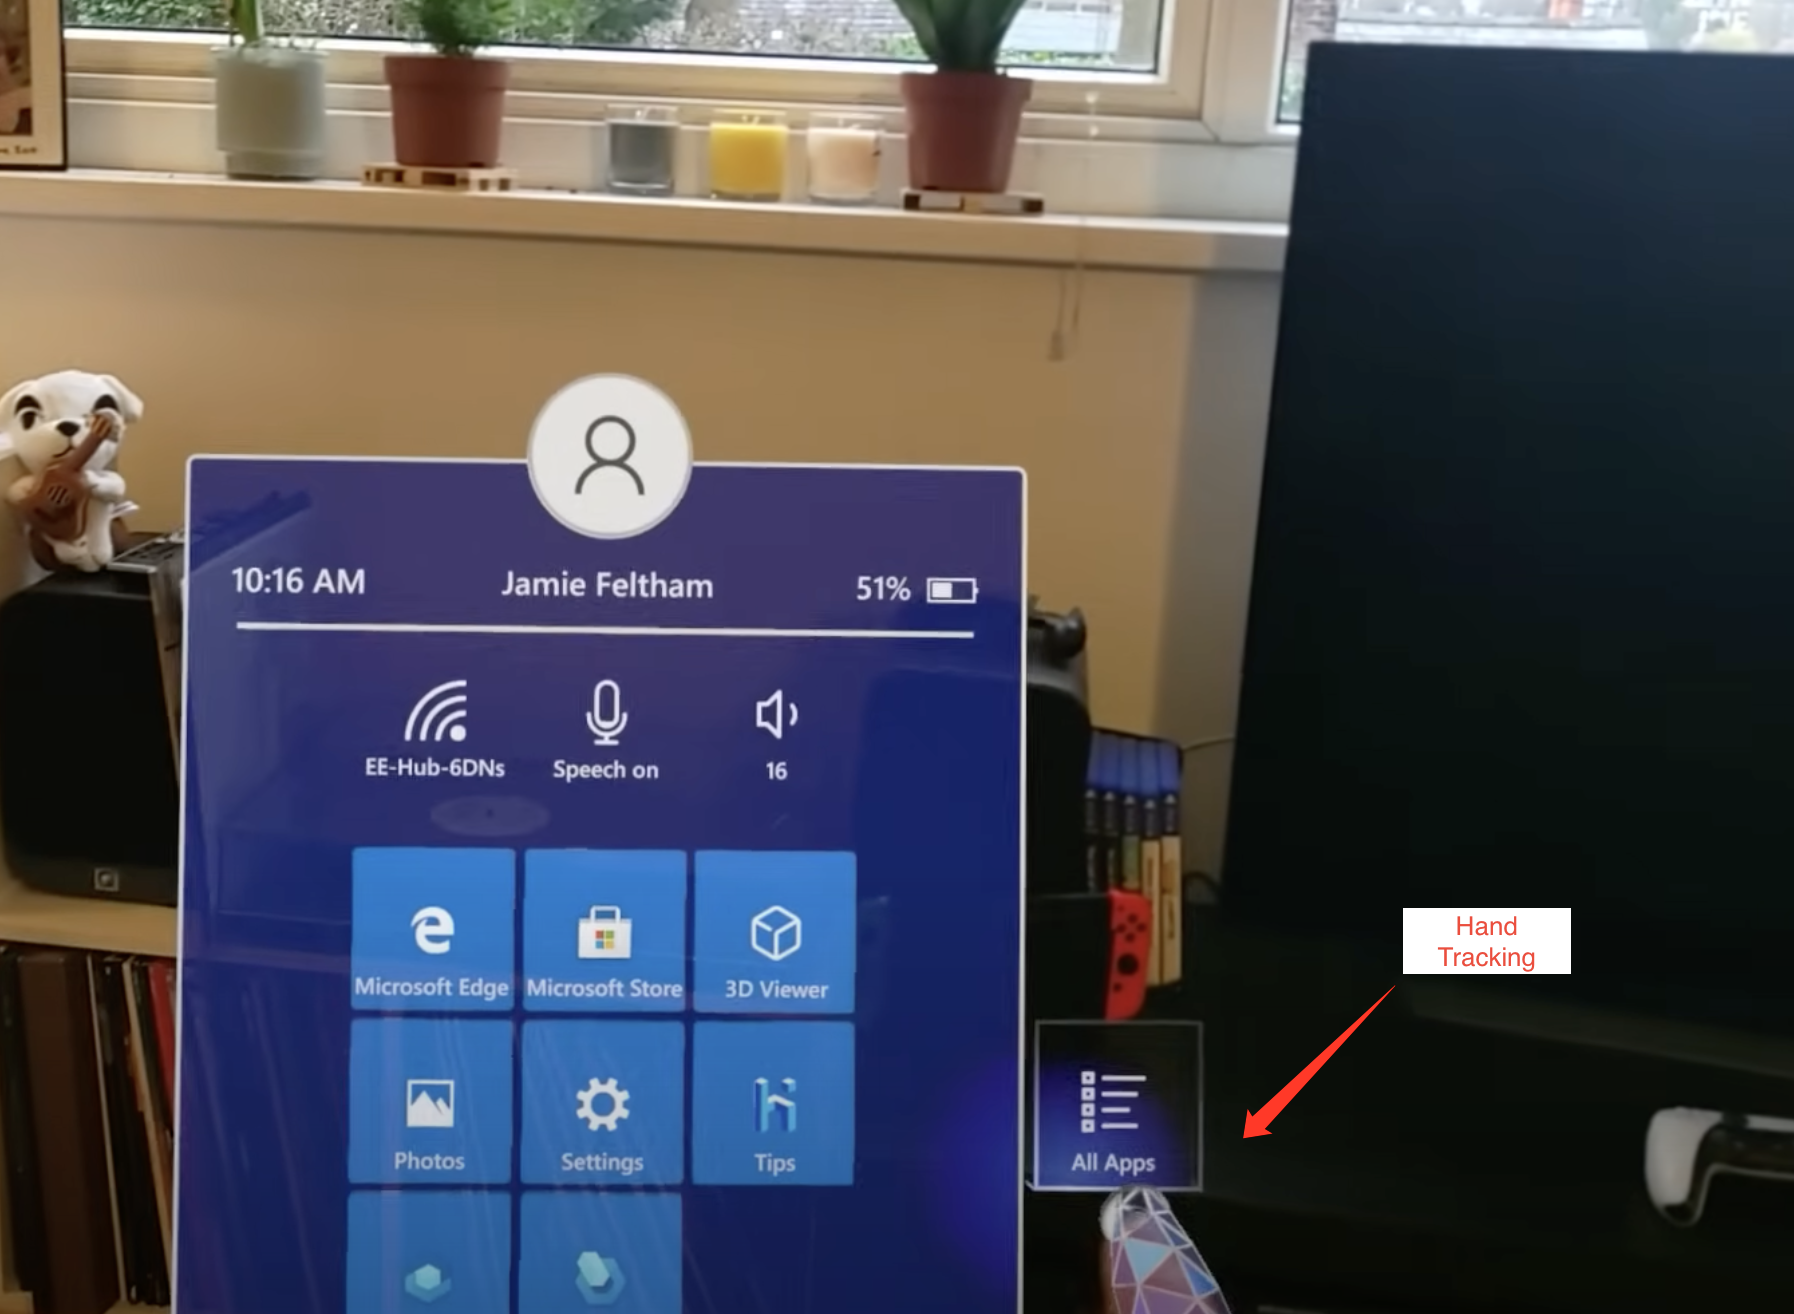 10:16 AM
Jamie Feltham
51%
EE-Hub-6DNs
Speech on
16
Microsoft Edge
Microsoft Store
3D Viewer
Photos
Settings
Tips
All Apps
Hand
Tracking